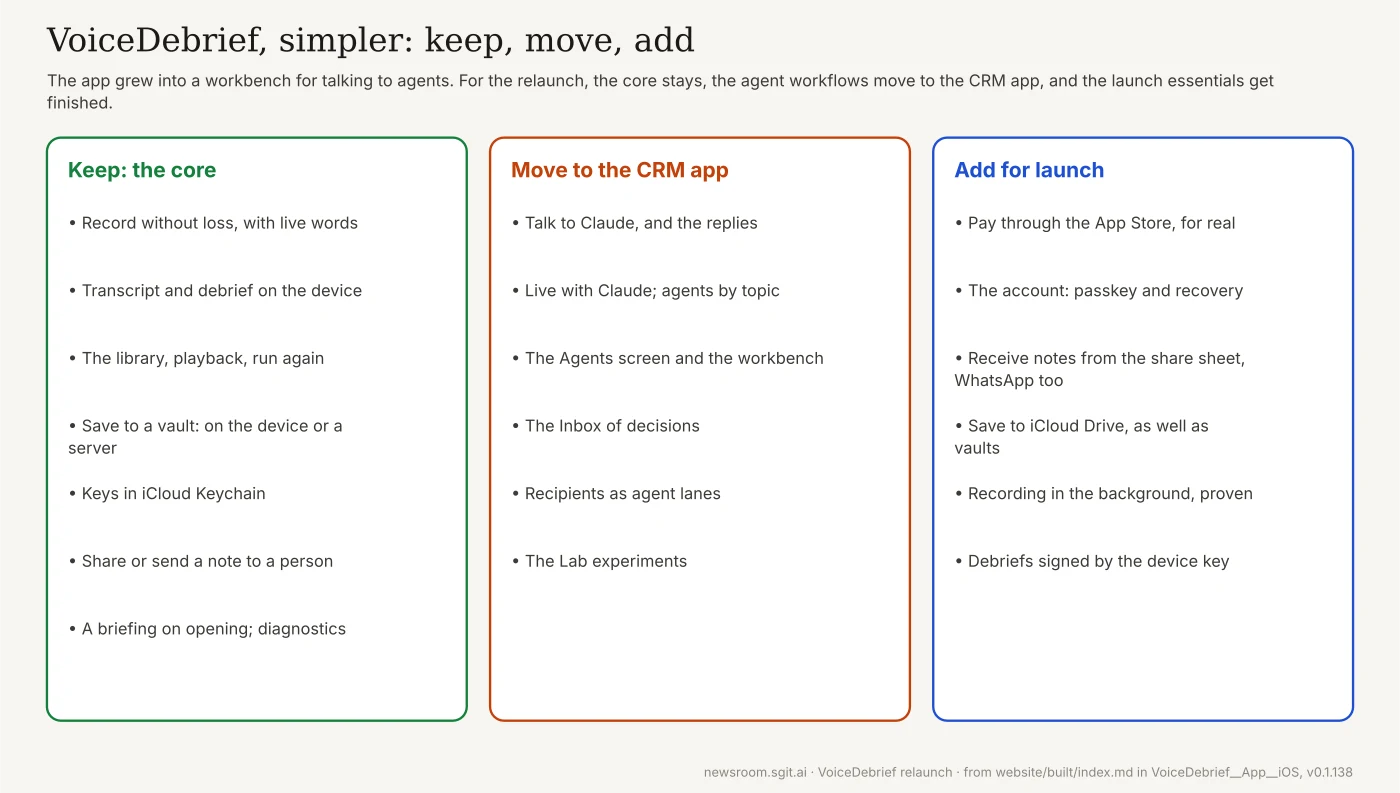 VoiceDebrief, simpler: keep, move, add
The app grew into a workbench for talking to agents. For the relaunch, the core stays, the agent workflows move to the CRM app, and the launch essentials get
finished.
Keep: the core
• Record without loss, with live words
• Transcript and debrief on the device
• The library, playback, run again
• Save to a vault: on the device or a
server
• Keys in iCloud Keychain
• Share or send a note to a person
• A briefing on opening; diagnostics
Move to the CRM app
• Talk to Claude, and the replies
• Live with Claude; agents by topic
• The Agents screen and the workbench
• The Inbox of decisions
• Recipients as agent lanes
• The Lab experiments
Add for launch
• Pay through the App Store, for real
• The account: passkey and recovery
• Receive notes from the share sheet,
WhatsApp too
• Save to iCloud Drive, as well as
vaults
• Recording in the background, proven
• Debriefs signed by the device key
newsroom.sgit.ai · VoiceDebrief relaunch · from website/built/index.md in VoiceDebrief__App__iOS, v0.1.138